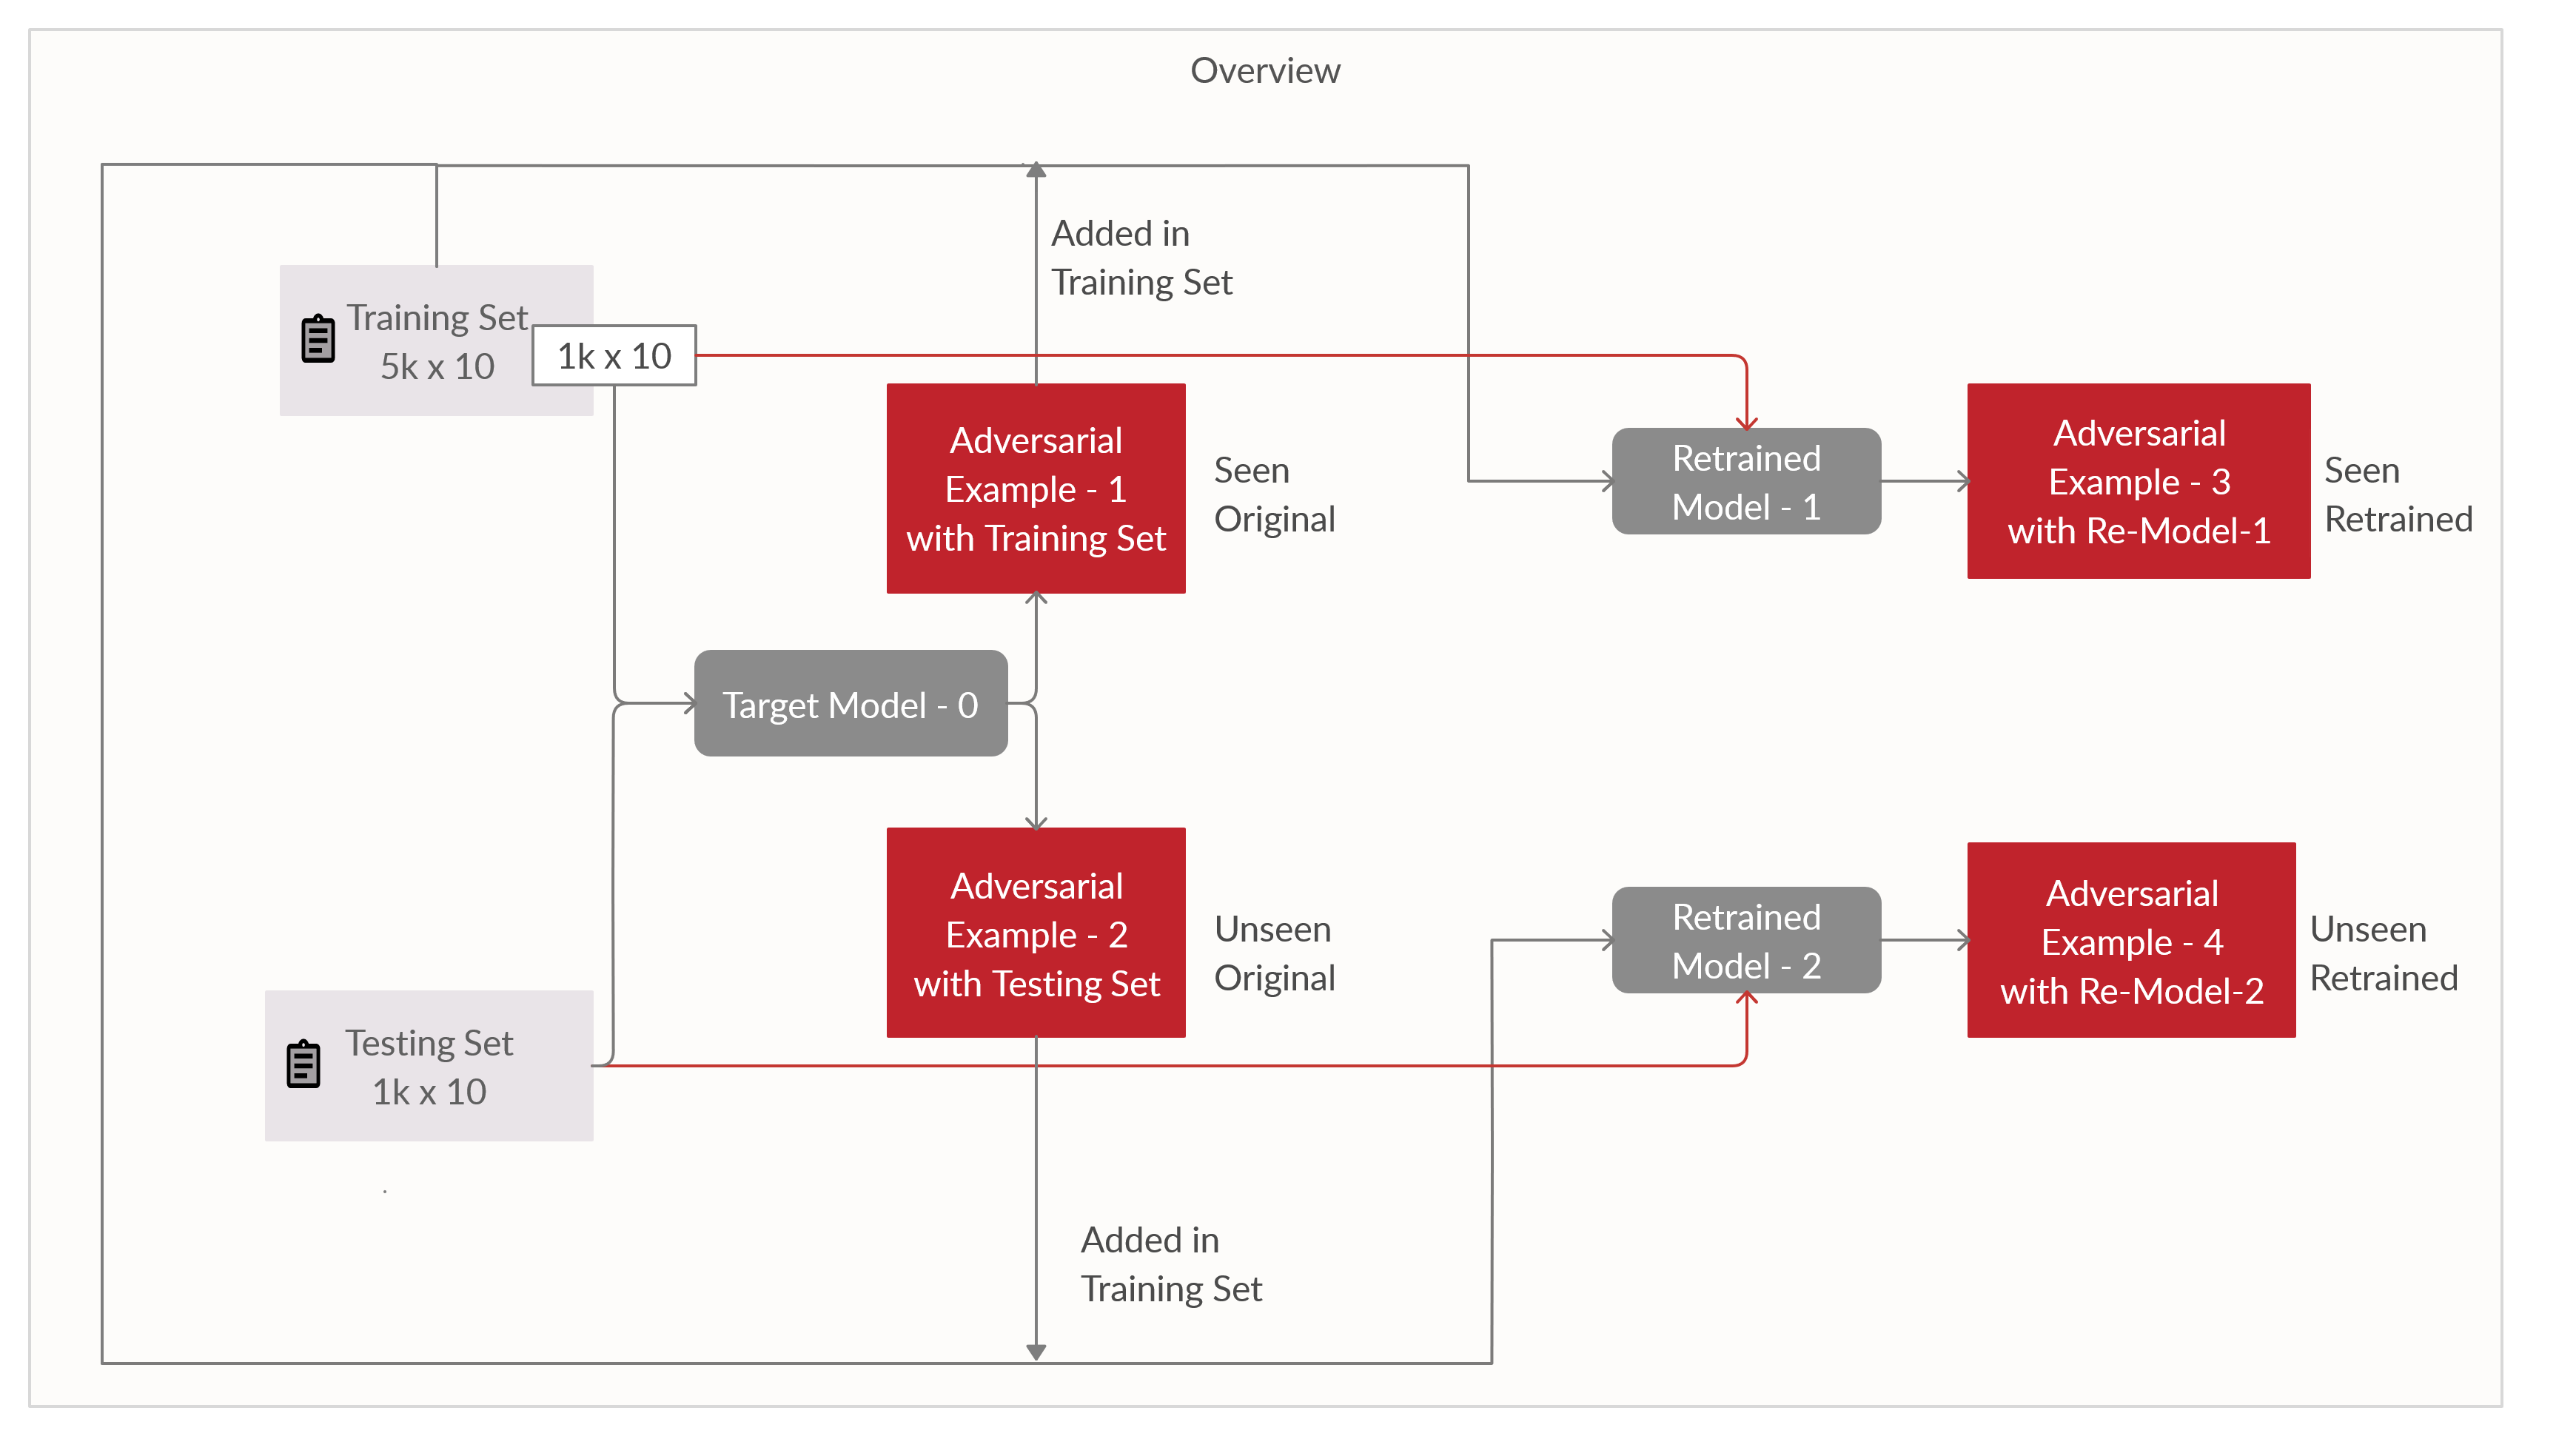 Overview
Added in
Training Set
Training Set
5k x 10
1k x 10
Adversarial
Example - 1
with Training Set
Seen
Original
Retrained
Model - 1
Adversarial
Example - 3
with Re-Model-1
Seen
Retrained
Target Model - 0
Adversarial
Example - 2
with Testing Set
Unseen
Original
Retrained
Model - 2
Adversarial
Example - 4
with Re-Model-2
Unseen
Retrained
Testing Set
1k x 10
Added in
Training Set